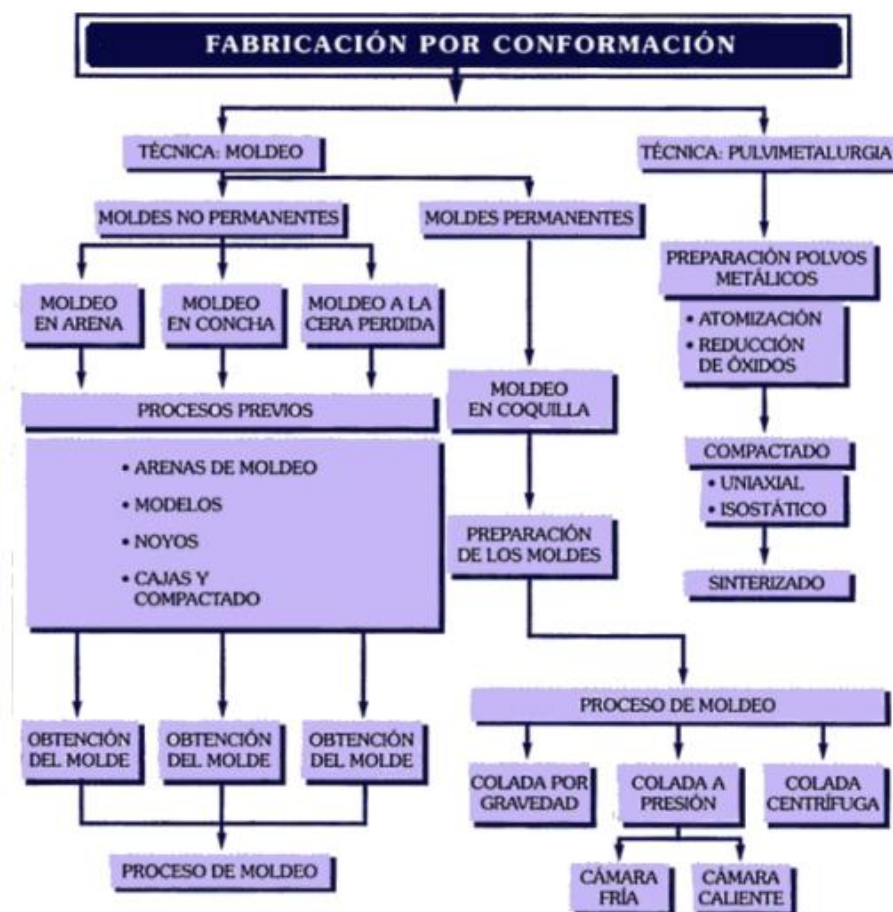 FABRICACIÓN POR CONFORMACIÓN
TÉCNICA: MOLDEO
TÉCNICA: PULVIMETALURGIA
MOLDES NO PERMANENTES
MOLDES PERMANENTES
PREPARACIÓN POLVOS
METÁLICOS
• ATOMIZACIÓN
• REDUCCIÓN
DE ÓXIDOS
MOLDEO
EN ARENA
MOLDEO
EN CONCHA
MOLDEO A LA
CERA PERDIDA
MOLDEO
EN COQUILLA
PROCESOS PREVIOS
• ARENAS DE MOLDEO
• MODELOS
• NOYOS
• CAJAS Y
COMPACTADO
COMPACTADO
• UNIAXIAL
• ISOSTÁTICO
PREPARACIÓN
DE LOS MOLDES
SINTERIZADO
PROCESO DE MOLDEO
OBTENCIÓN
DEL MOLDE
OBTENCIÓN
DEL MOLDE
OBTENCIÓN
DEL MOLDE
COLADA POR
GRAVEDAD
COLADA A
PRESIÓN
COLADA
CENTRÍFUGA
PROCESO DE MOLDEO
CÁMARA
FRÍA
CÁMARA
CALIENTE